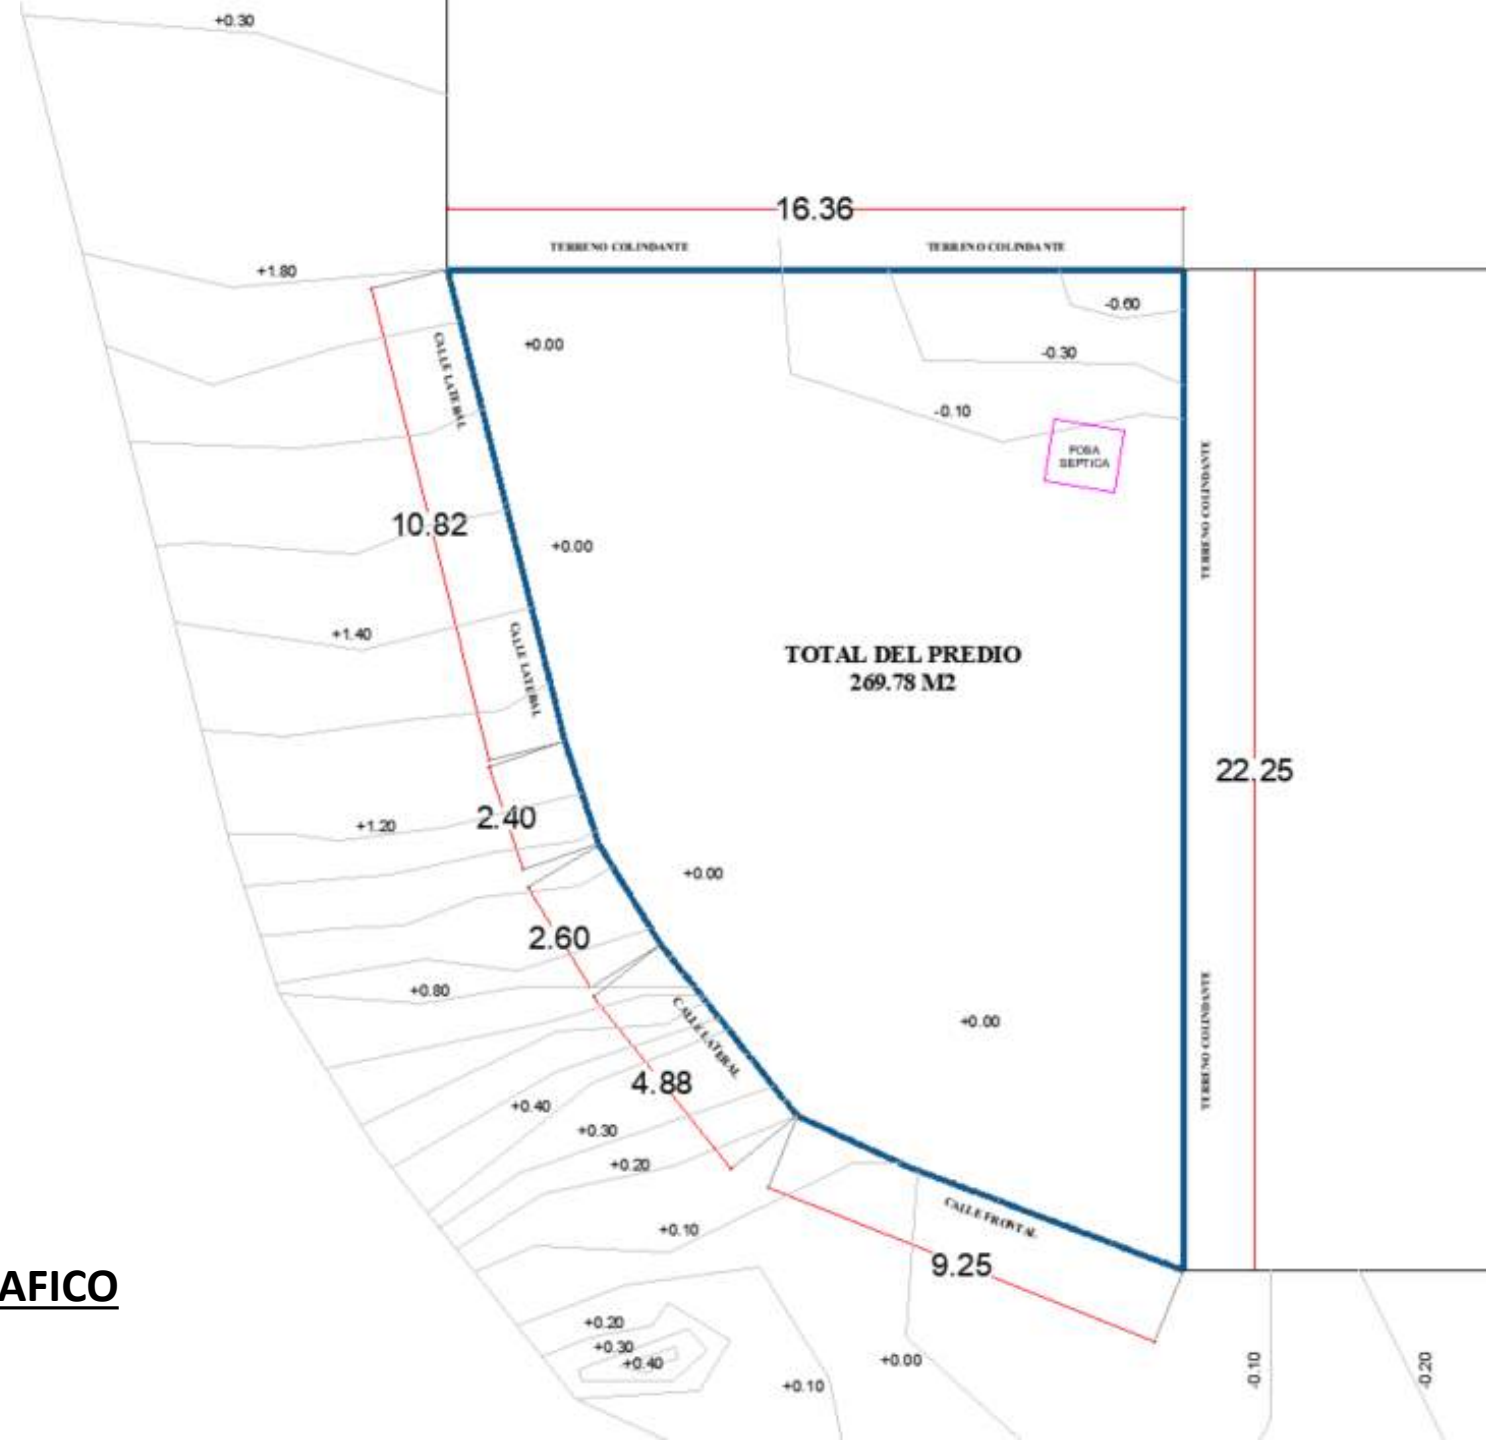 +0.30
16.36
TERRENO COLINDANTE
TERRENO COLINDANTE
+1.80
-0.60
+0.00
-0.30
CALLE LATERAL
-0.10
FOSA
SEPTICA
TERRENO COLINDANTE
10.82
+0.00
+1.40
CALLE LATERAL
TOTAL DEL PREDIO
269.78 M2
22.25
2.40
+1.20
+0.00
2.60
+0.80
CALLE LATERAL
+0.00
TERRENO COLINDANTE
4.88
+0.40
+0.30
+0.20
+0.10
CALLE FRONTAL
9.25
AFICO
+0.20
+0.30
+0.40
+0.00
+0.10
-0.10
-0.20